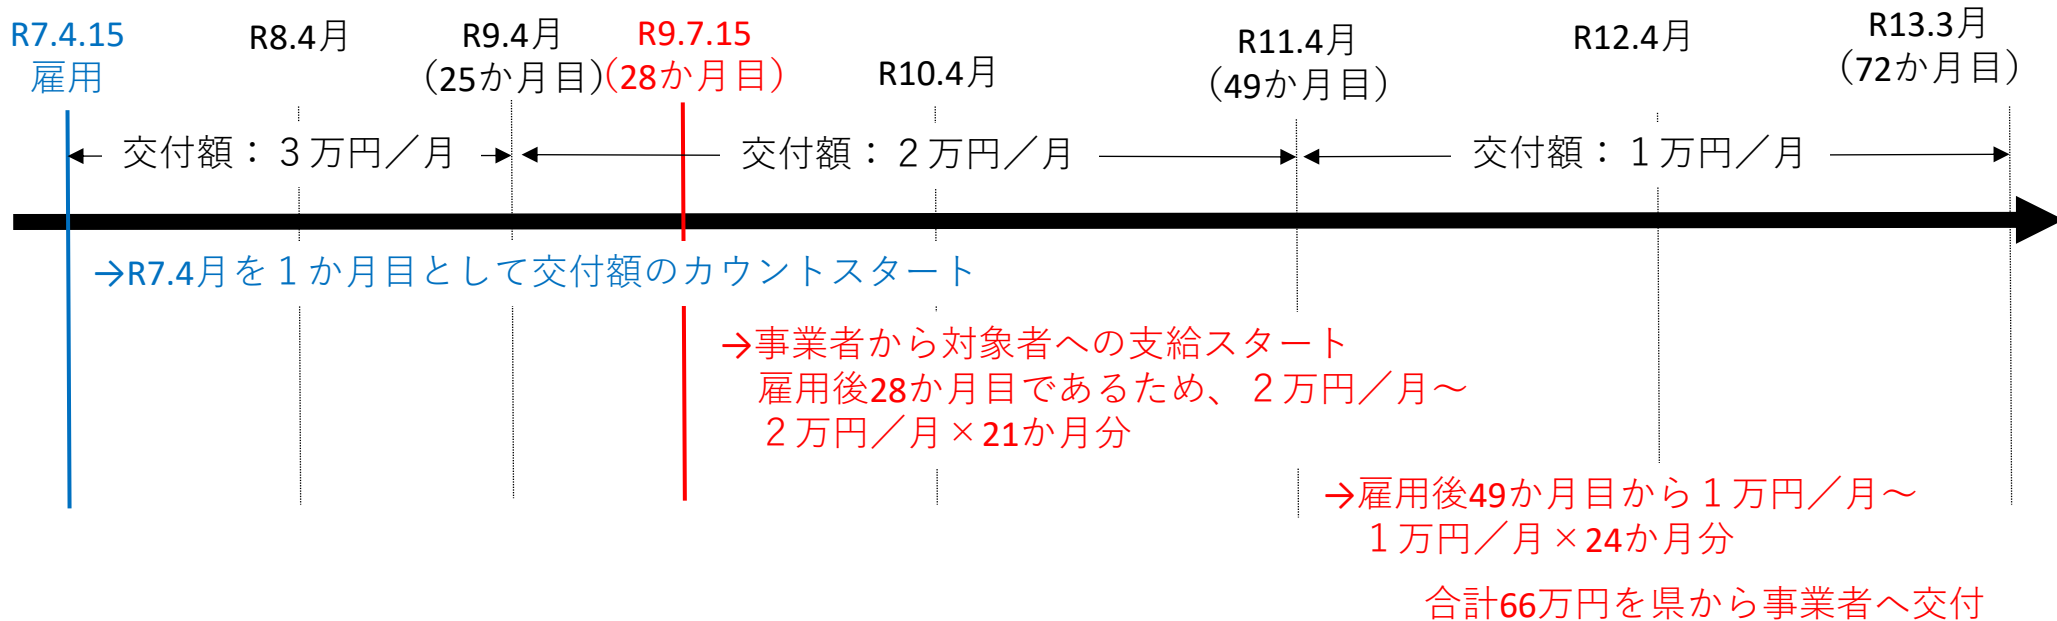 R7.4.15
雇用
R8.4月
R9.4月
（25か月目）
R9.7.15
（28か月目）
R10.4月
R11.4月
（49か月目）
R12.4月
R13.3月
（72か月目）
交付額：３万円／月
交付額：２万円／月
交付額：１万円／月
→R7.4月を１か月目として交付額のカウントスタート
→事業者から対象者への支給スタート
雇用後28か月目であるため、２万円／月～
２万円／月×21か月分
→雇用後49か月目から１万円／月～
１万円／月×24か月分
合計66万円を県から事業者へ交付